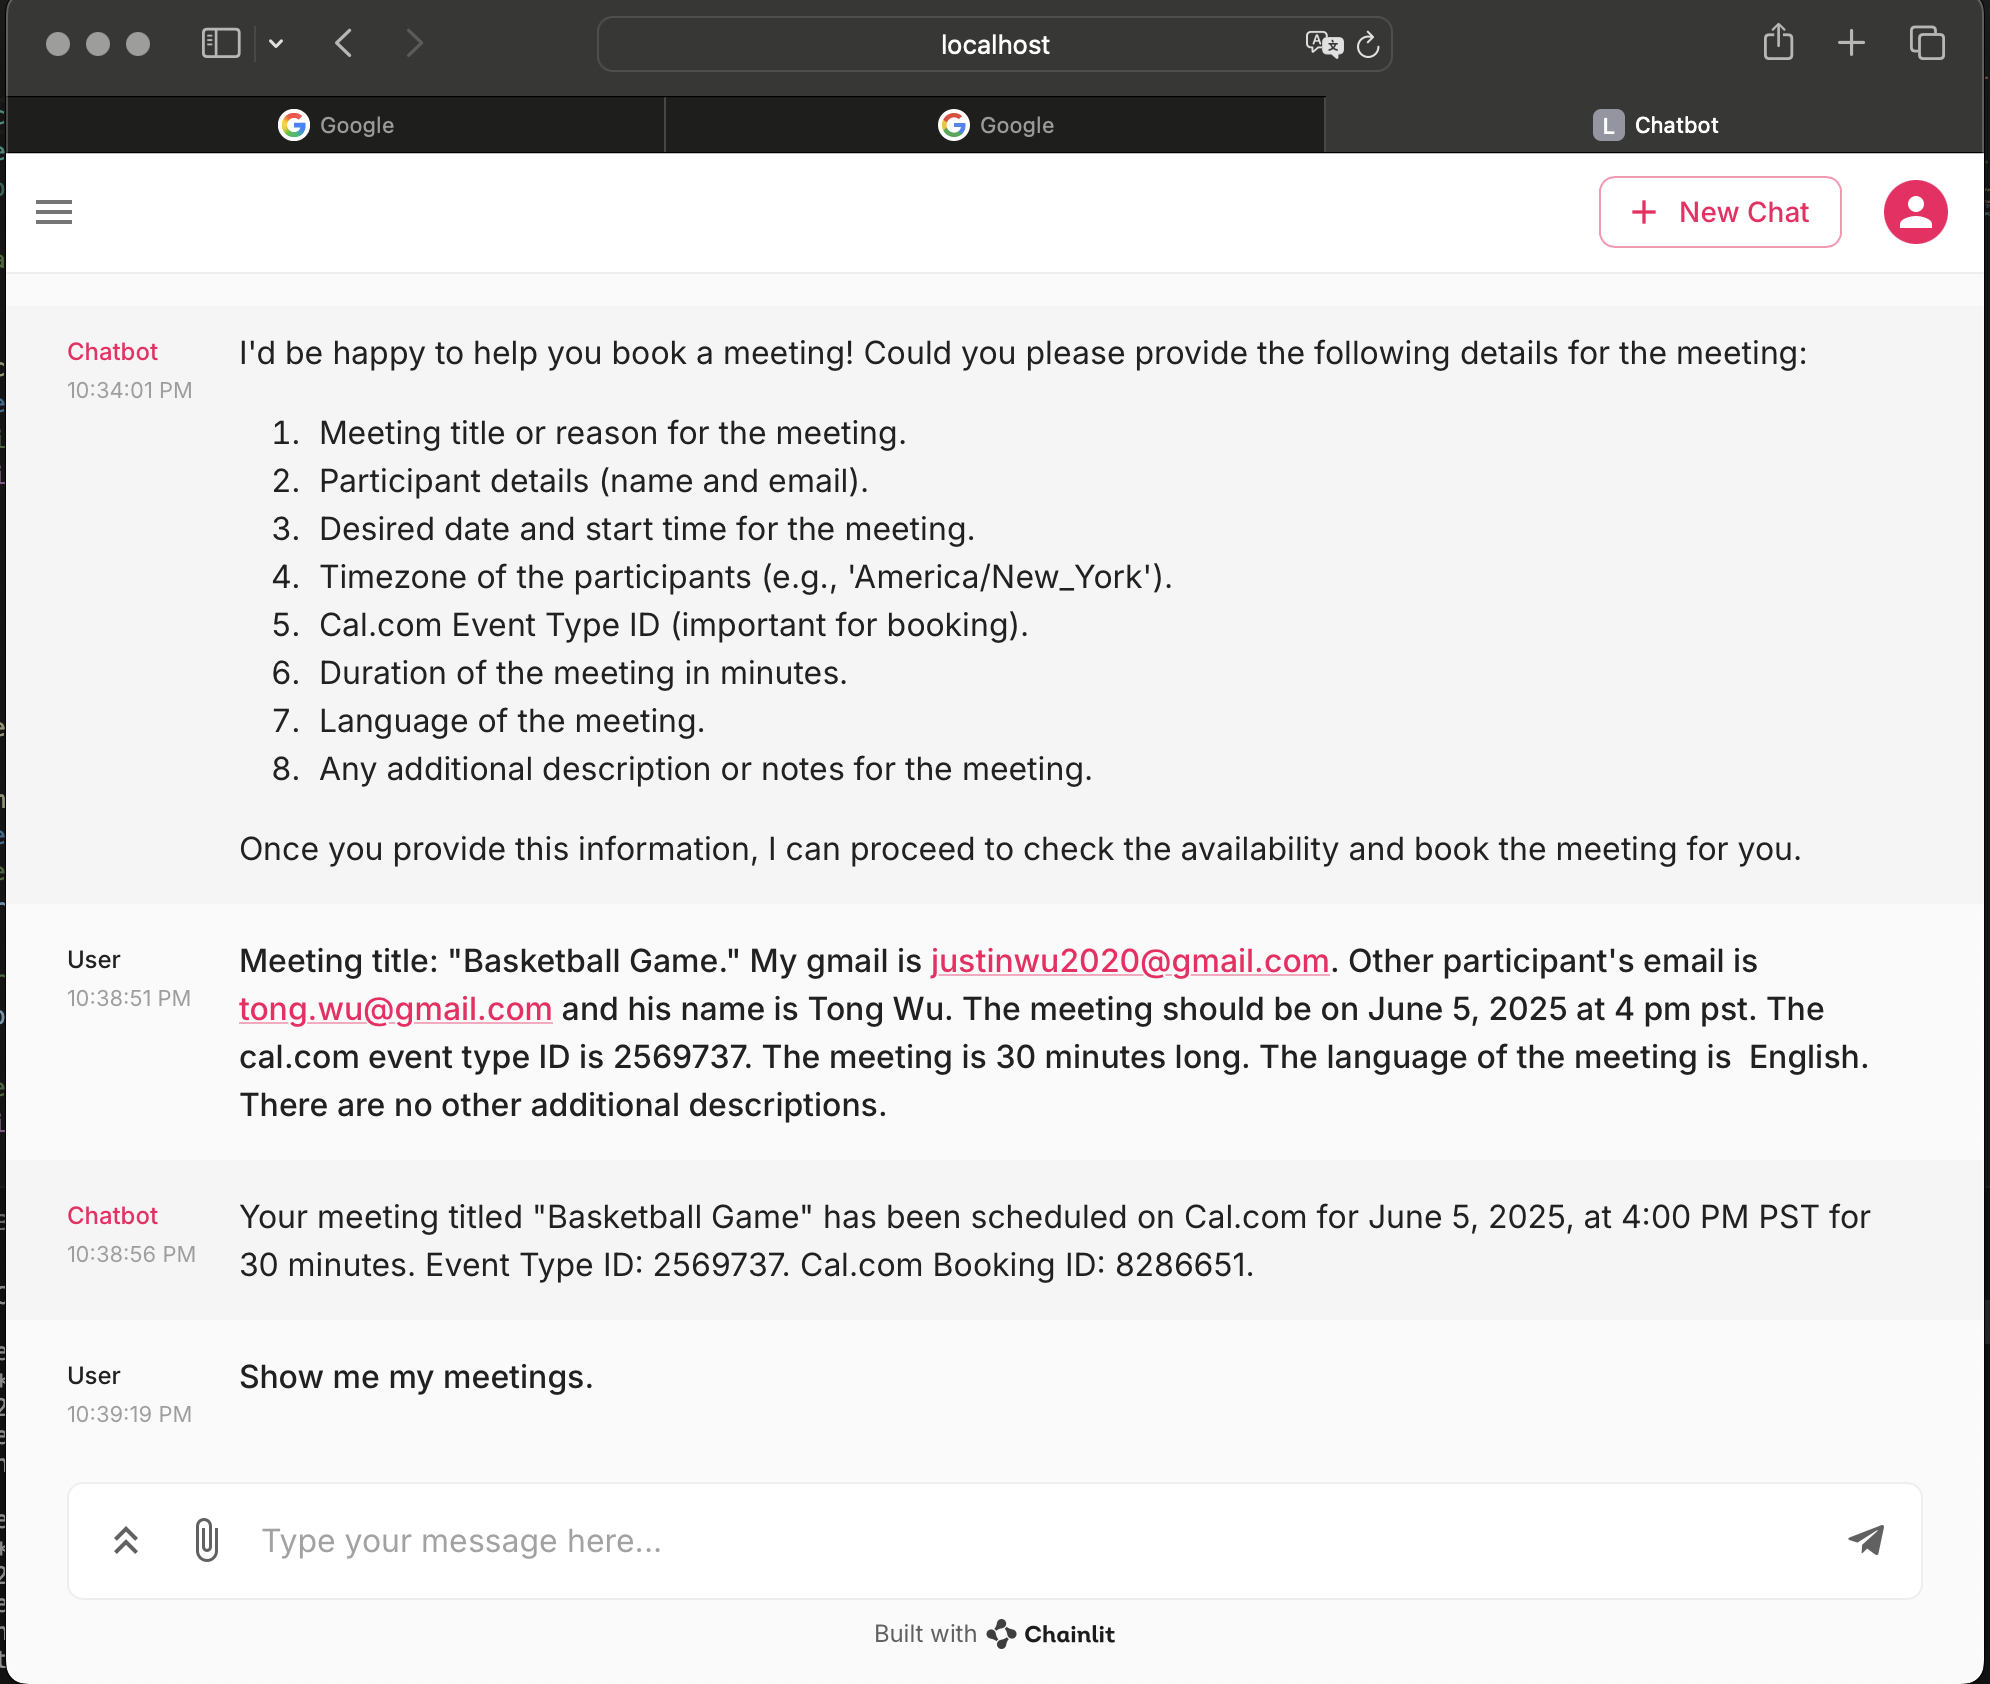 localhost
Google
Google
L Chatbot
+ New Chat
Chatbot
10:34:01 PM
I'd be happy to help you book a meeting! Could you please provide the following details for the meeting:
1. Meeting title or reason for the meeting.
2. Participant details (name and email).
3. Desired date and start time for the meeting.
4. Timezone of the participants (e.g., 'America/New_York').
5. Cal.com Event Type ID (important for booking).
6. Duration of the meeting in minutes.
7. Language of the meeting.
8. Any additional description or notes for the meeting.
Once you provide this information, I can proceed to check the availability and book the meeting for you.
User
10:38:51 PM
Meeting title: "Basketball Game." My gmail is justinwu2020@gmail.com. Other participant's email is
tong.wu@gmail.com and his name is Tong Wu. The meeting should be on June 5, 2025 at 4 pm pst. The
cal.com event type ID is 2569737. The meeting is 30 minutes long. The language of the meeting is  English.
There are no other additional descriptions.
Chatbot
10:38:56 PM
Your meeting titled "Basketball Game" has been scheduled on Cal.com for June 5, 2025, at 4:00 PM PST for
30 minutes. Event Type ID: 2569737. Cal.com Booking ID: 8286651.
User
10:39:19 PM
Show me my meetings.
Type your message here...
Built with Chainlit